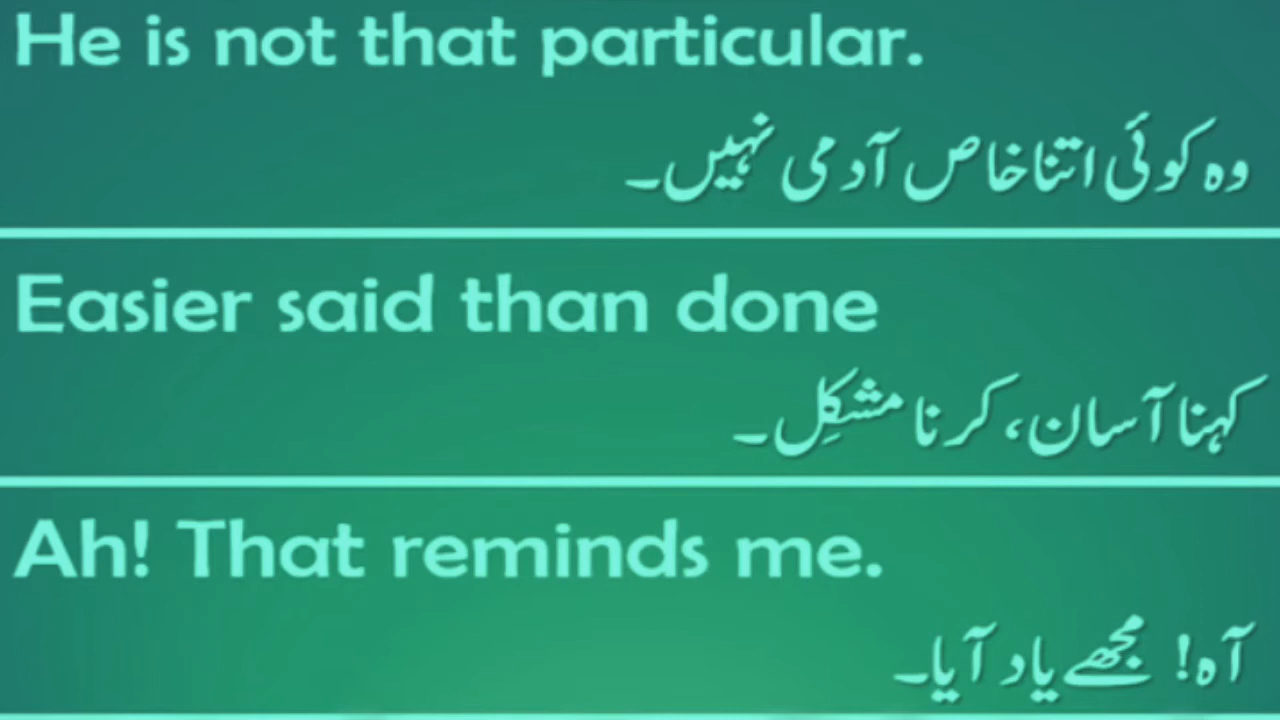 He is not that particular.
وہ کوئی اتنا خاص آدمی نہیں۔
Easier said than done
کہنا آسان، کرنا مشکِل۔
Ah! That reminds me.
آہ! مجھے یاد آیا۔